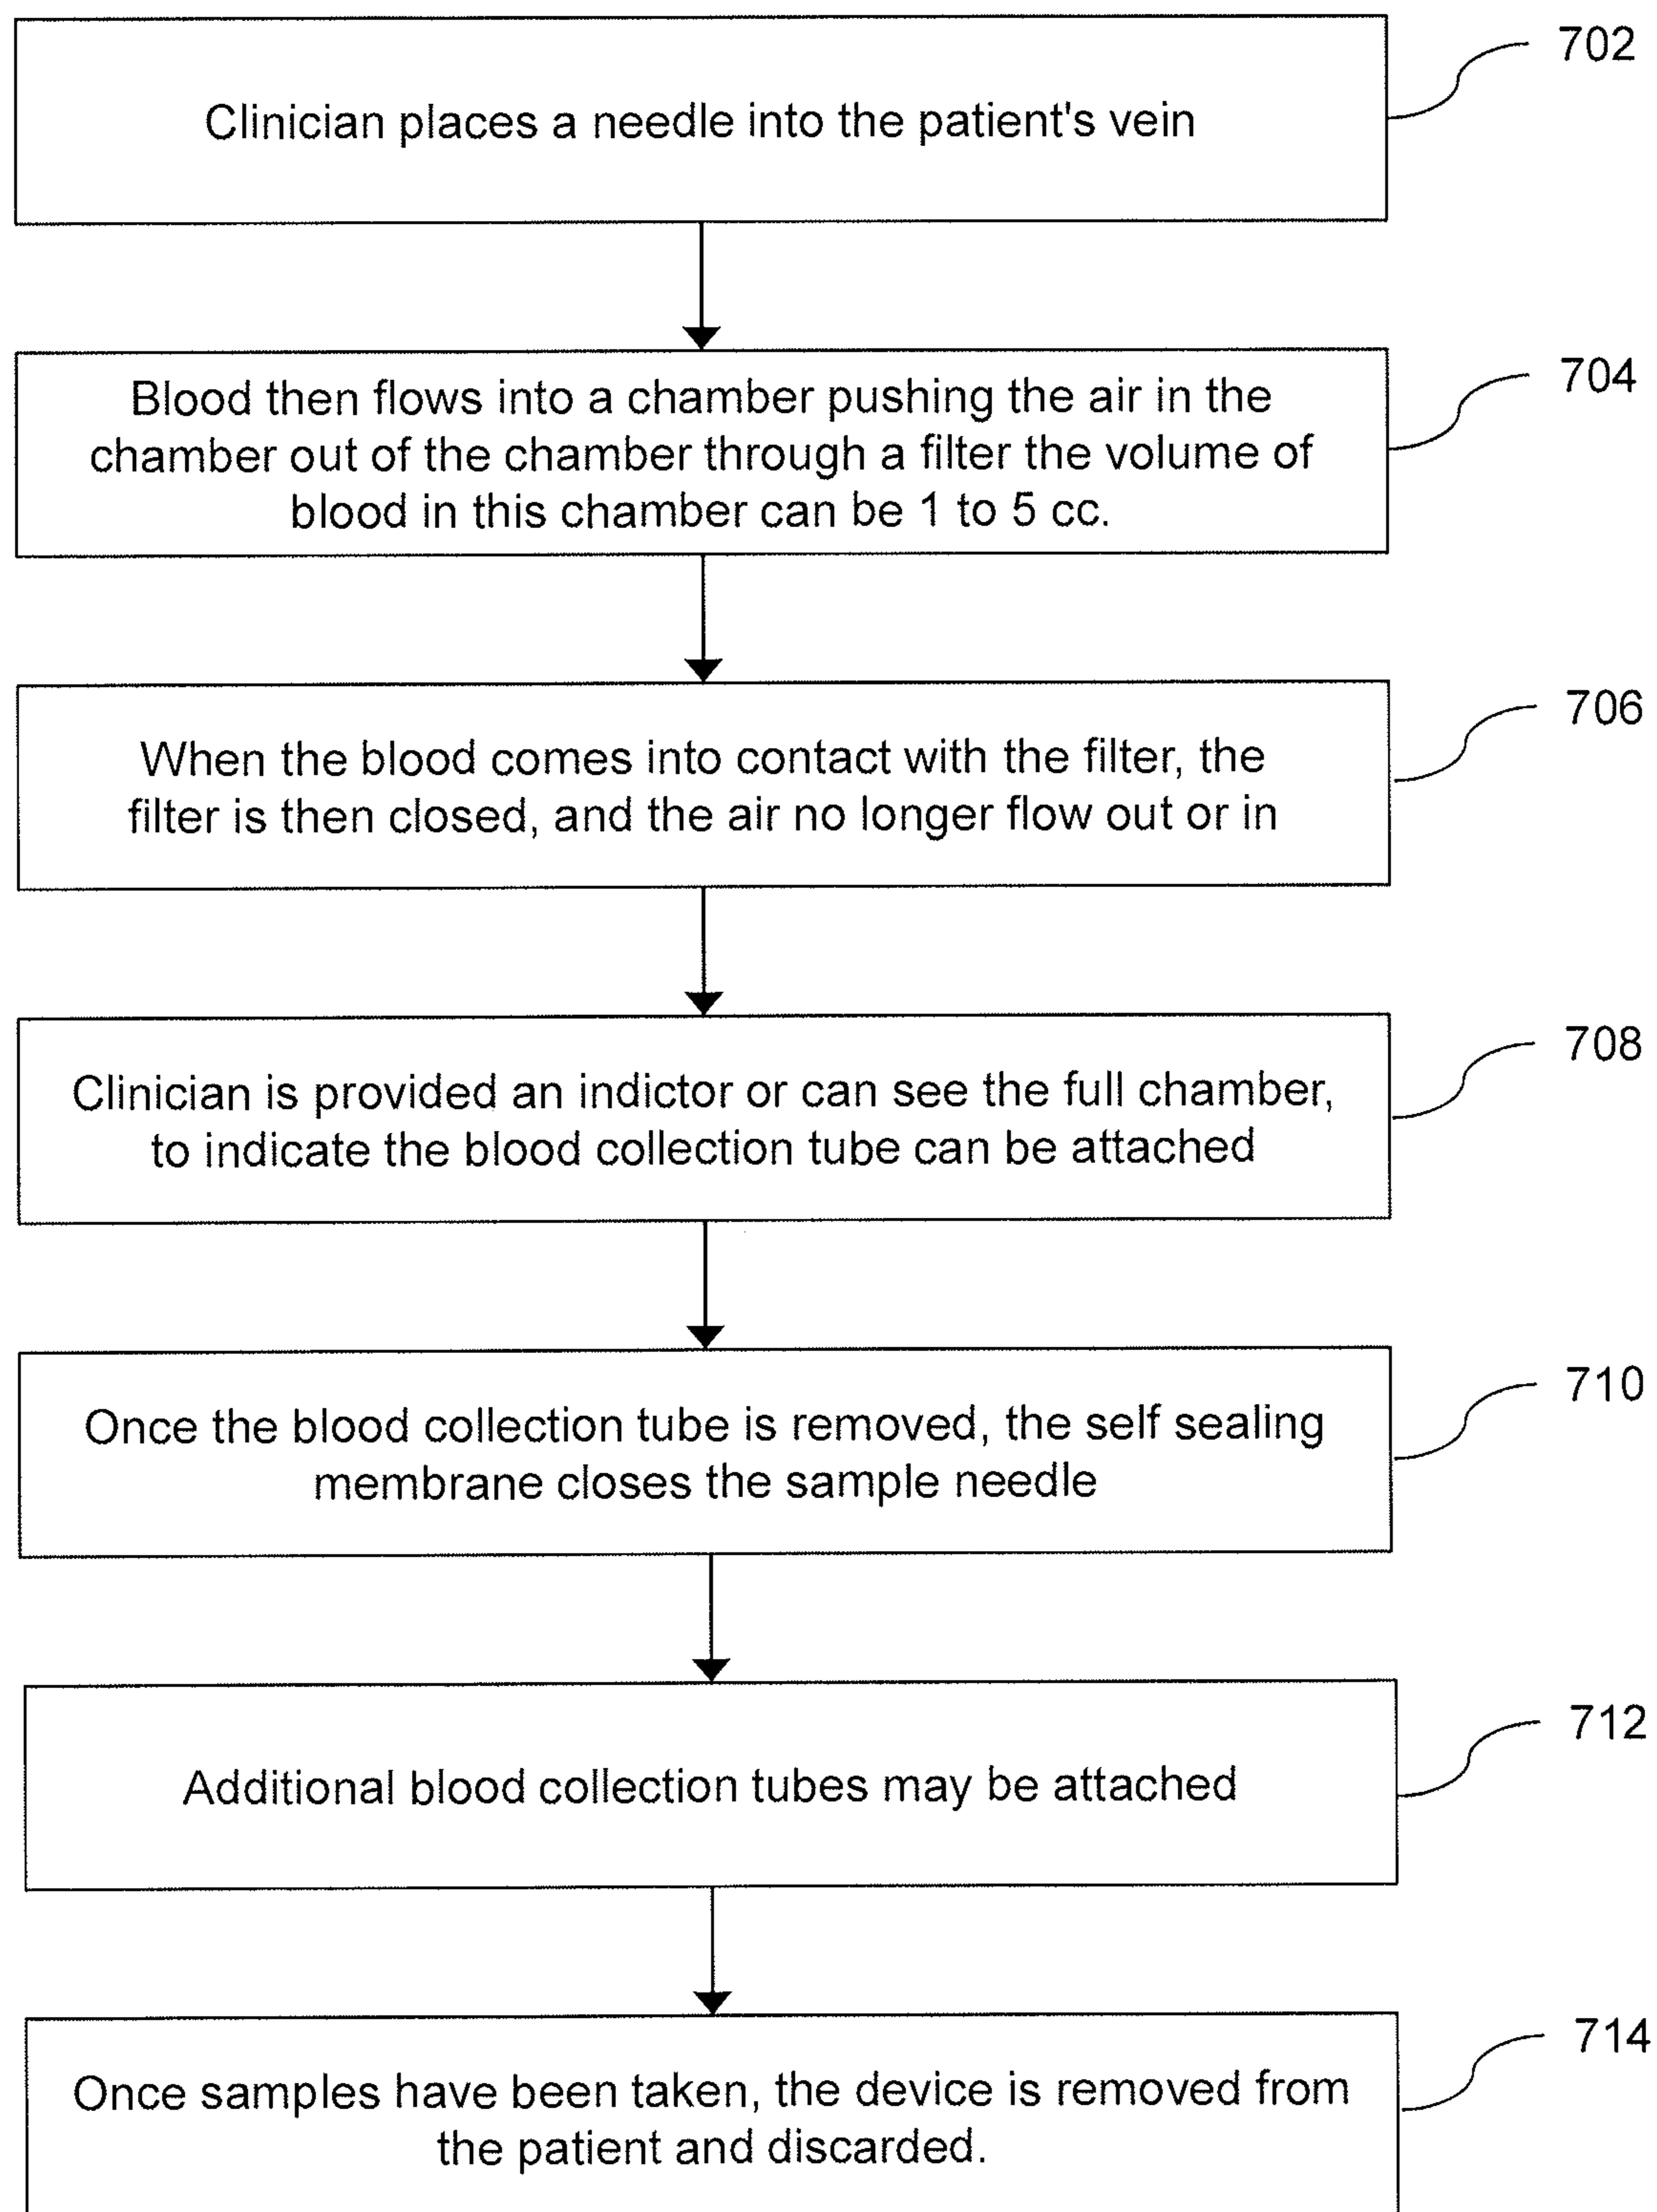 702
Clinician places a needle into the patient's vein
704
Blood then flows into a chamber pushing the air in the
chamber out of the chamber through a filter the volume of
blood in this chamber can be 1 to 5 cc.
706
When the blood comes into contact with the filter, the
filter is then closed, and the air no longer flow out or in
708
Clinician is provided an indictor or can see the full chamber,
to indicate the blood collection tube can be attached
710
Once the blood collection tube is removed, the self sealing
membrane closes the sample needle
712
Additional blood collection tubes may be attached
714
Once samples have been taken, the device is removed from
the patient and discarded.